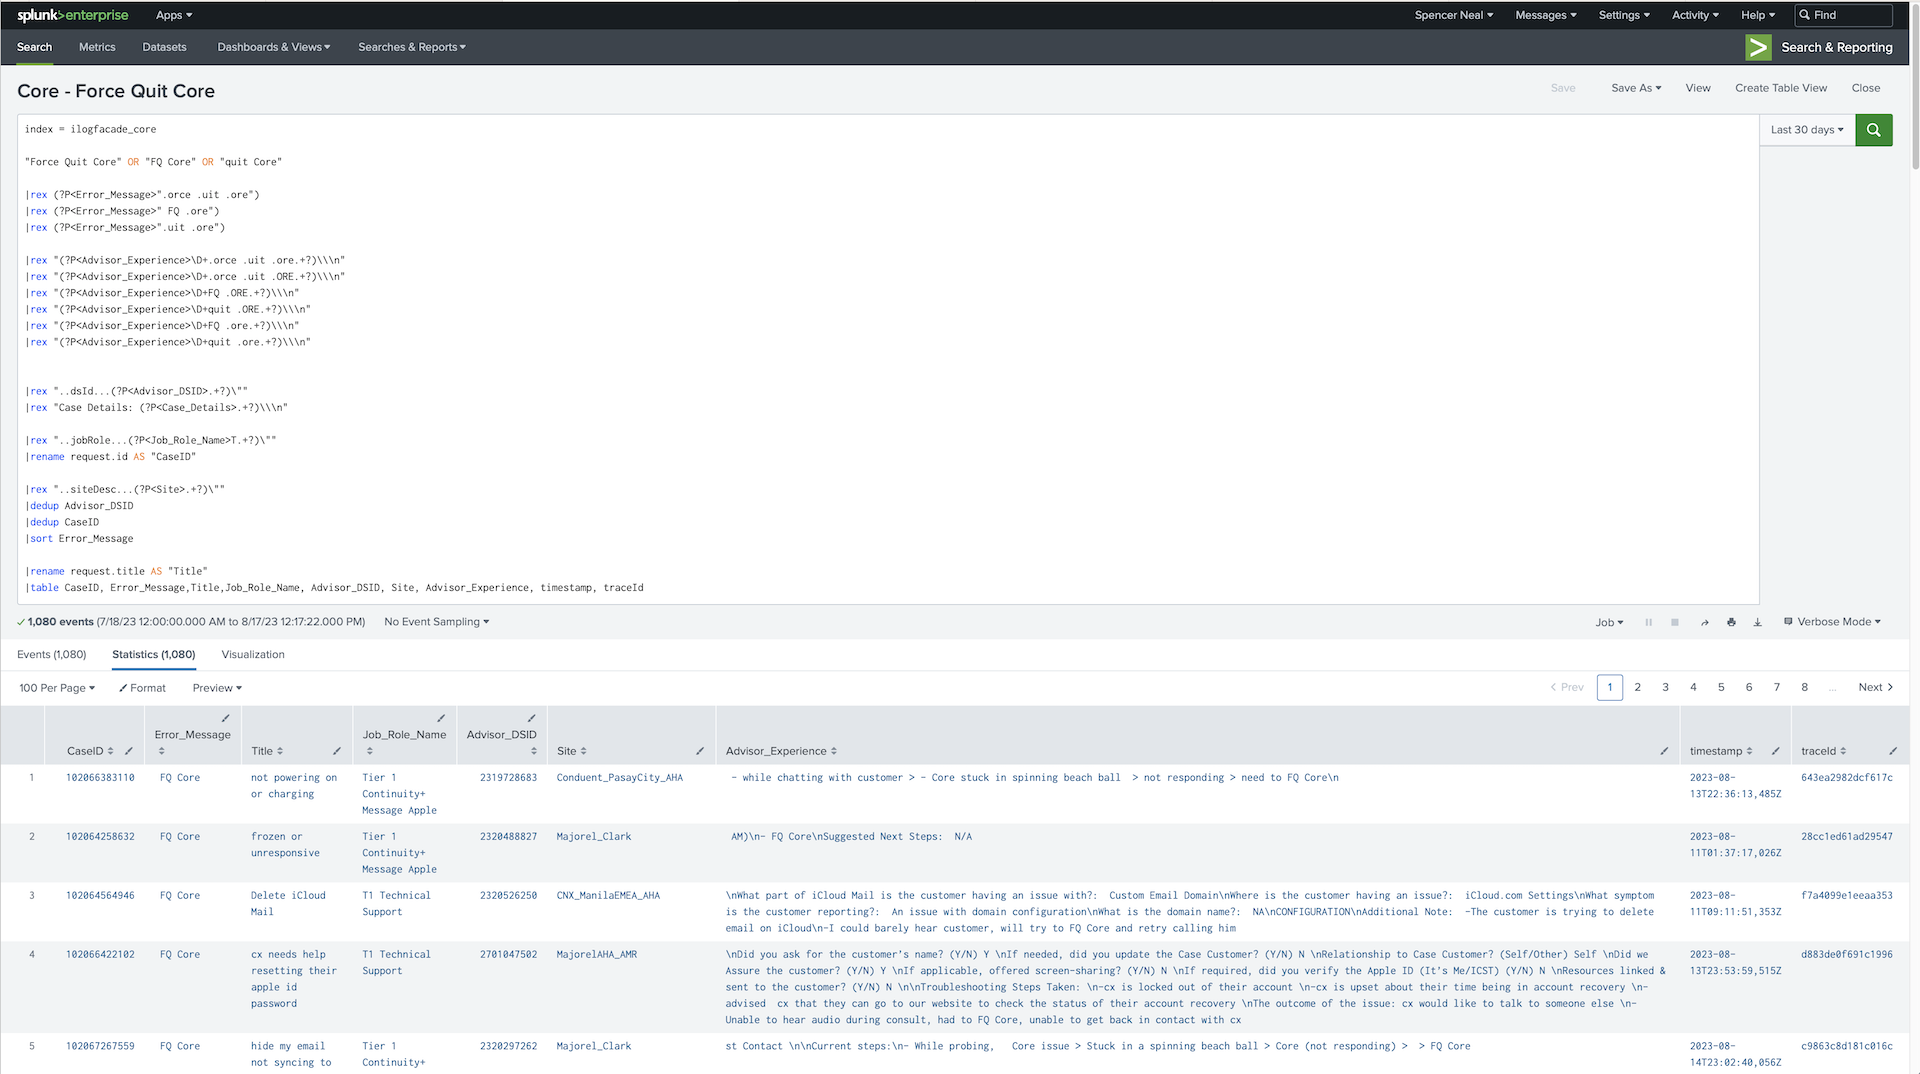 splunk>enterprise Apps Spencer Neal Messages Settings Activity Help Find
Search Metrics Datasets Dashboards & Views Searches & Reports Search & Reporting
Core - Force Quit Core Save Save As View Create Table View Close
index = ilogfacade_core Last 30 days
"Force Quit Core" OR "FQ Core" OR "quit Core"
|rex (?P<Error_Message>".orce .uit .ore")
|rex (?P<Error_Message>" FQ .ore")
|rex (?P<Error_Message>".uit .ore")
|rex "(?P<Advisor_Experience>\D+.orce .uit .ore.+?)\\\n"
|rex "(?P<Advisor_Experience>\D+.orce .uit .ORE.+?)\\\n"
|rex "(?P<Advisor_Experience>\D+FQ .ORE.+?)\\\n"
|rex "(?P<Advisor_Experience>\D+quit .ORE.+?)\\\n"
|rex "(?P<Advisor_Experience>\D+FQ .ore.+?)\\\n"
|rex "(?P<Advisor_Experience>\D+quit .ore.+?)\\\n"
|rex "..dsId...(?P<Advisor_DSID>.+?)\""
|rex "Case Details: (?P<Case_Details>.+?)\\\n"
|rex "..jobRole...(?P<Job_Role_Name>T.+?)\""
|rename request.id AS "CaseID"
|rex "..siteDesc...(?P<Site>.+?)\""
|dedup Advisor_DSID
|dedup CaseID
|sort Error_Message
|rename request.title AS "Title"
|table CaseID, Error_Message,Title,Job_Role_Name, Advisor_DSID, Site, Advisor_Experience, timestamp, traceId
1,080 events (7/18/23 12:00:00.000 AM to 8/17/23 12:17:22.000 PM) No Event Sampling Job Verbose Mode
Events (1,080) Statistics (1,080) Visualization
100 Per Page Format Preview < Prev 1 2 3 4 5 6 7 8 ... Next >
CaseID Error_Message Title Job_Role_Name Advisor_DSID Site Advisor_Experience timestamp traceId
1 102066383110 FQ Core not powering on Tier 1 2319728683 Conduent_PasayCity_AHA - while chatting with customer > - Core stuck in spinning beach ball > not responding > need to FQ Core\n 2023-08- 643ea2982dcf617c
or charging Continuity+ 13T22:36:13,485Z
Message Apple
2 102064258632 FQ Core frozen or Tier 1 2320488827 Majorel_Clark AM)\n- FQ Core\nSuggested Next Steps: N/A 2023-08- 28cc1ed61ad29547
unresponsive Continuity+ 11T01:37:17,026Z
Message Apple
3 102064564946 FQ Core Delete iCloud T1 Technical 2320526250 CNX_ManilaEMEA_AHA \nWhat part of iCloud Mail is the customer having an issue with?: Custom Email Domain\nWhere is the customer having an issue?: iCloud.com Settings\nWhat symptom 2023-08- f7a4099e1eeaa353
Mail Support is the customer reporting?: An issue with domain configuration\nWhat is the domain name?: NA\nCONFIGURATION\nAdditional Note: -The customer is trying to delete 11T09:11:51,353Z
email on iCloud\n-I could barely hear customer, will try to FQ Core and retry calling him
4 102066422102 FQ Core cx needs help T1 Technical 2701047502 MajorelAHA_AMR \nDid you ask for the customer's name? (Y/N) Y \nIf needed, did you update the Case Customer? (Y/N) N \nRelationship to Case Customer? (Self/Other) Self \nDid we 2023-08- d883de0f691c1996
resetting their Support Assure the customer? (Y/N) Y \nIf applicable, offered screen-sharing? (Y/N) N \nIf required, did you verify the Apple ID (It's Me/ICST) (Y/N) N \nResources linked & 13T23:53:59,515Z
apple id sent to the customer? (Y/N) N \n\nTroubleshooting Steps Taken: \n-cx is locked out of their account \n-cx is upset about their time being in account recovery \n-
password advised cx that they can go to our website to check the status of their account recovery \nThe outcome of the issue: cx would like to talk to someone else \n-
Unable to hear audio during consult, had to FQ Core, unable to get back in contact with cx
5 102067267559 FQ Core hide my email Tier 1 2320297262 Majorel_Clark st Contact \n\nCurrent steps:\n- While probing, Core issue > Stuck in a spinning beach ball > Core (not responding) > > FQ Core 2023-08- c9863c8d181c016c
not syncing to Continuity+ 14T23:02:40,056Z